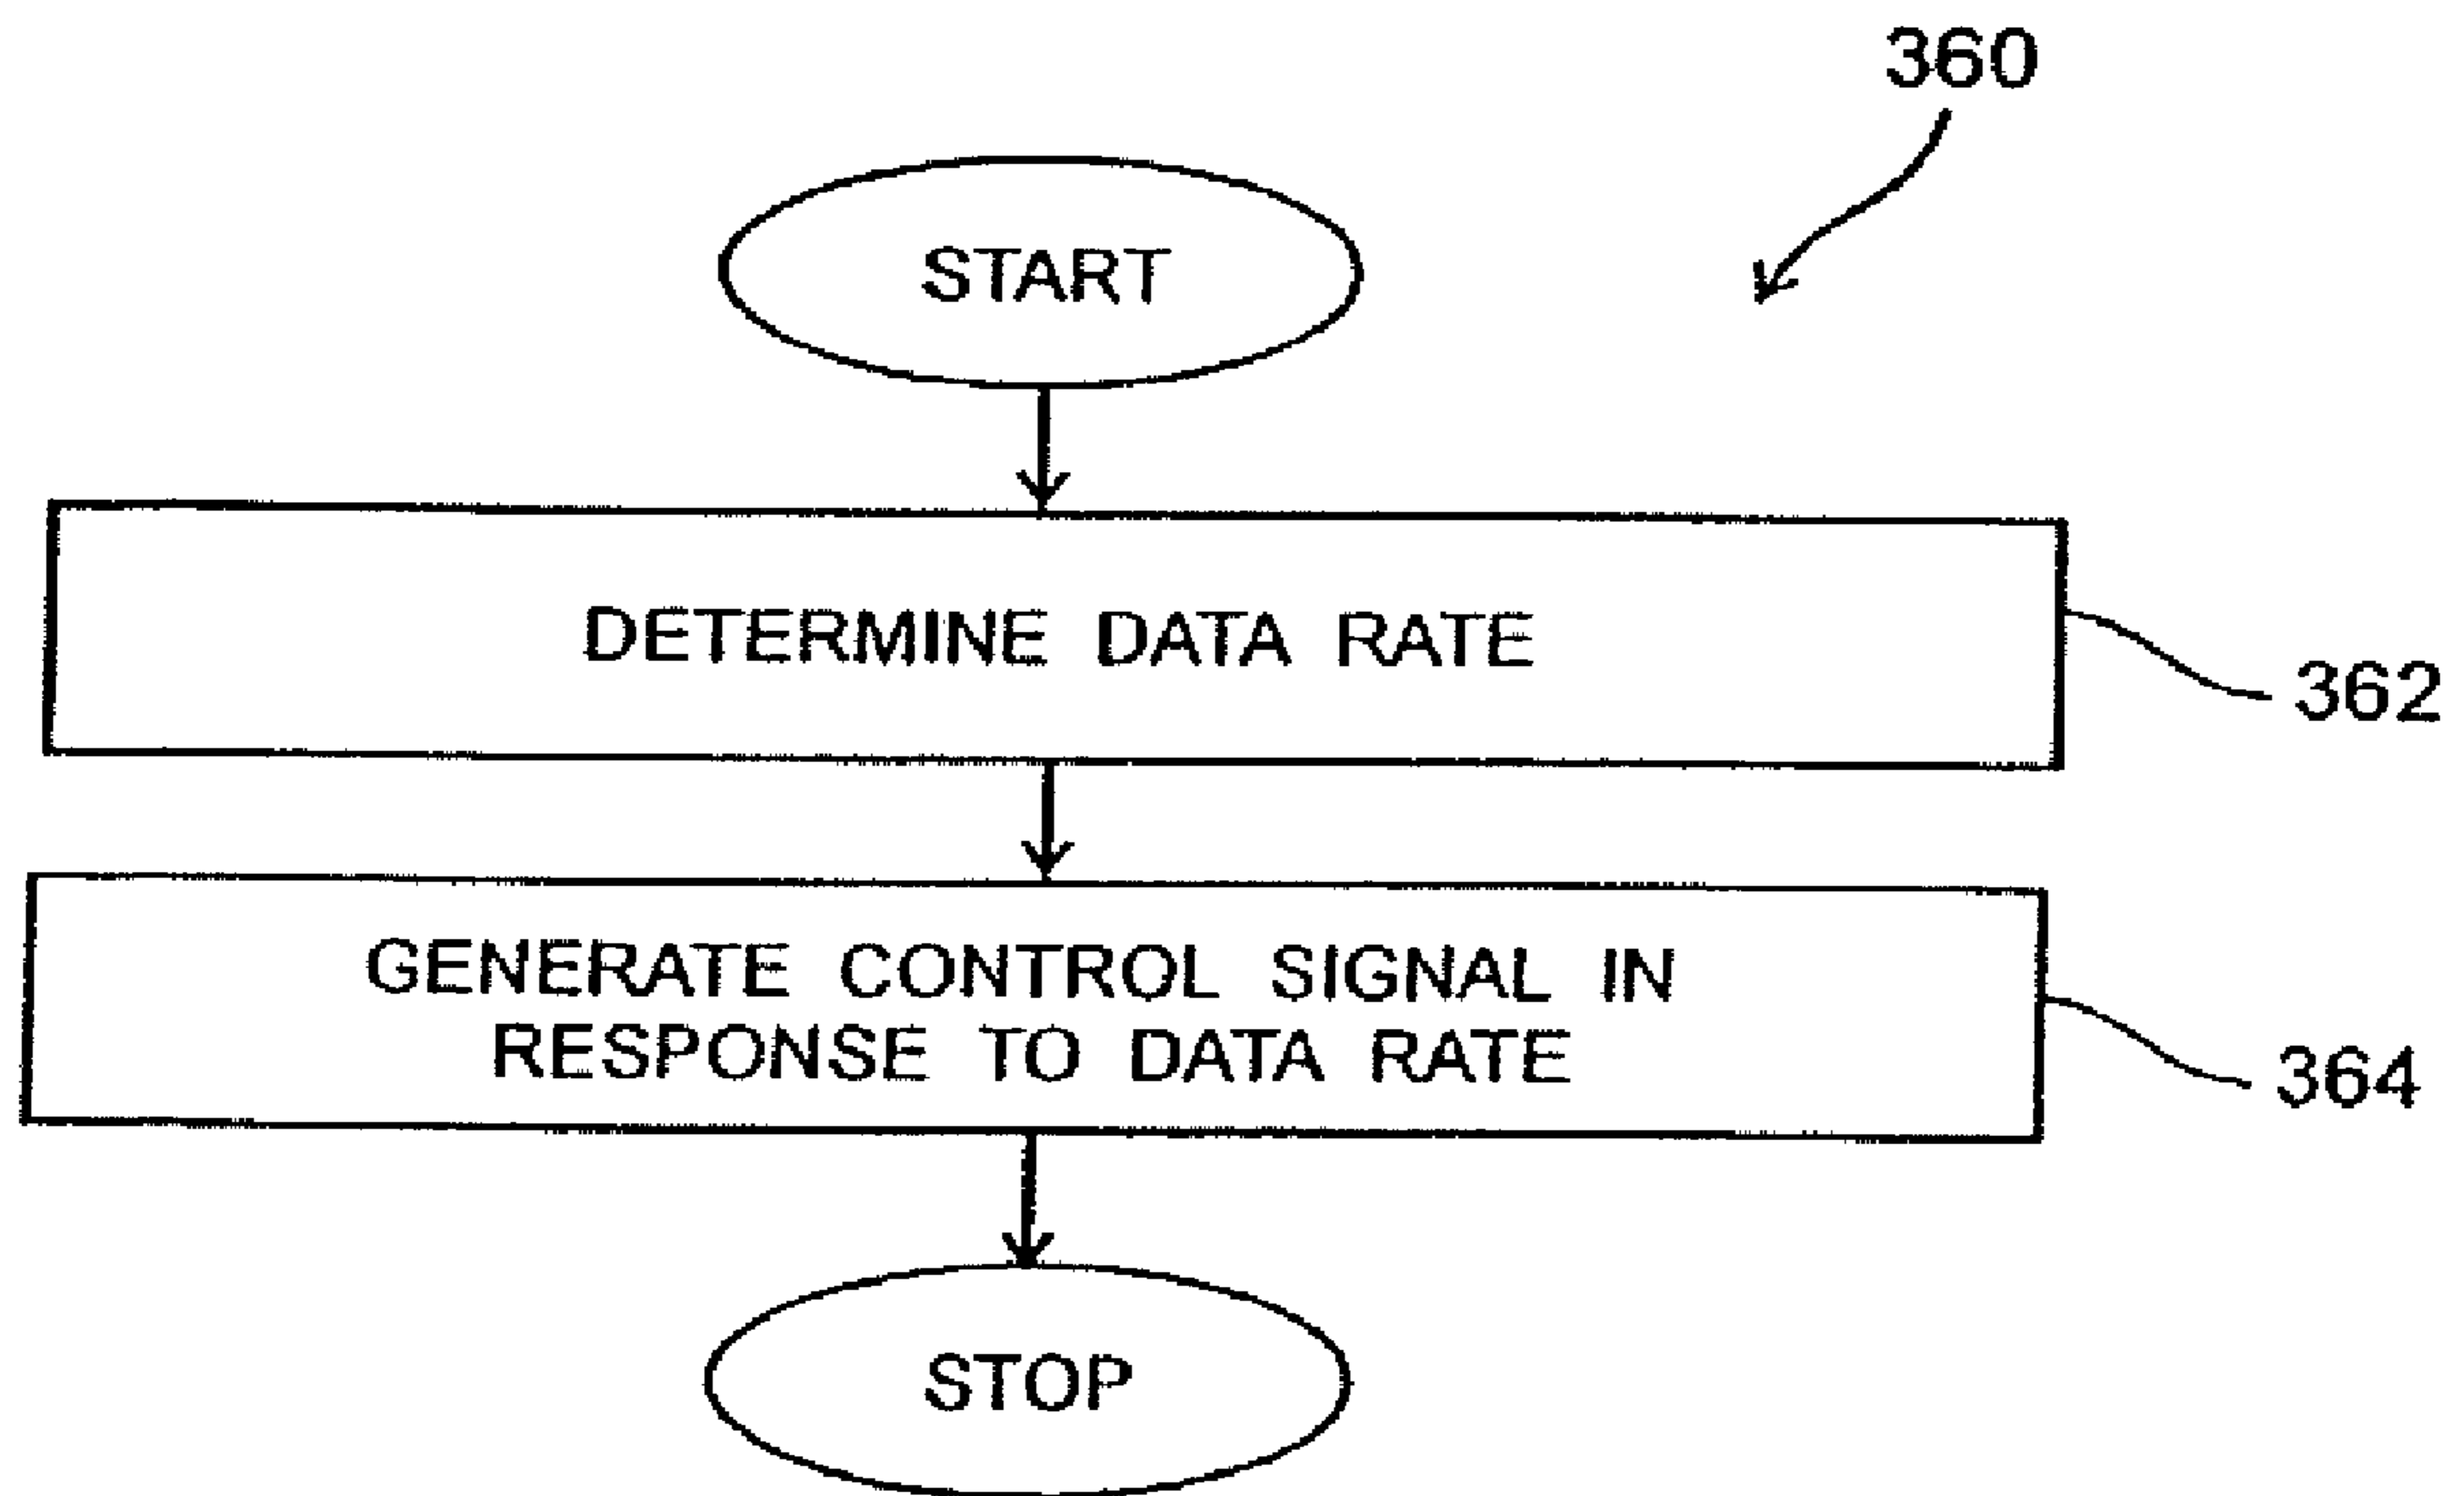 360
START
DETERMINE DATA RATE
362
GENERATE CONTROL SIGNAL IN
RESPONSE TO DATA RATE
364
STOP